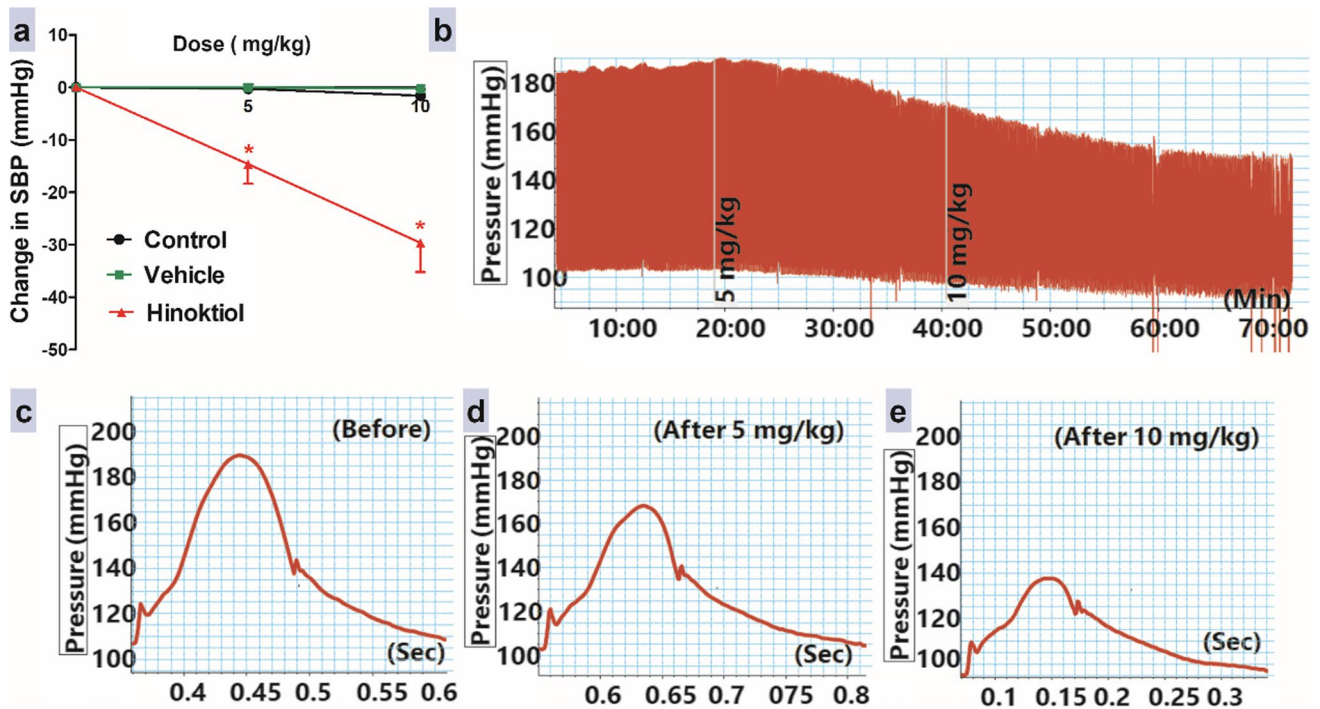 a
Dose ( mg/kg)
Change in SBP (mmHg)
10
0
-10
-20
-30
-40
-50
5
10
*
*
Control
Vehicle
Hinoktiol
b
Pressure (mmHg)
180
160
140
120
100
5 mg/kg
10 mg/kg
(Min)
10:00 20:00 30:00 40:00 50:00 60:00 70:00
c
(Before)
Pressure (mmHg)
200
180
160
140
120
100
(Sec)
0.4 0.45 0.5 0.55 0.6
d
(After 5 mg/kg)
Pressure (mmHg)
200
180
160
140
120
100
(Sec)
0.6 0.65 0.7 075 0.8
e
(After 10 mg/kg)
Pressure (mmHg)
200
180
160
140
120
100
(Sec)
0.1 0.15 0.2 0.25 0.3